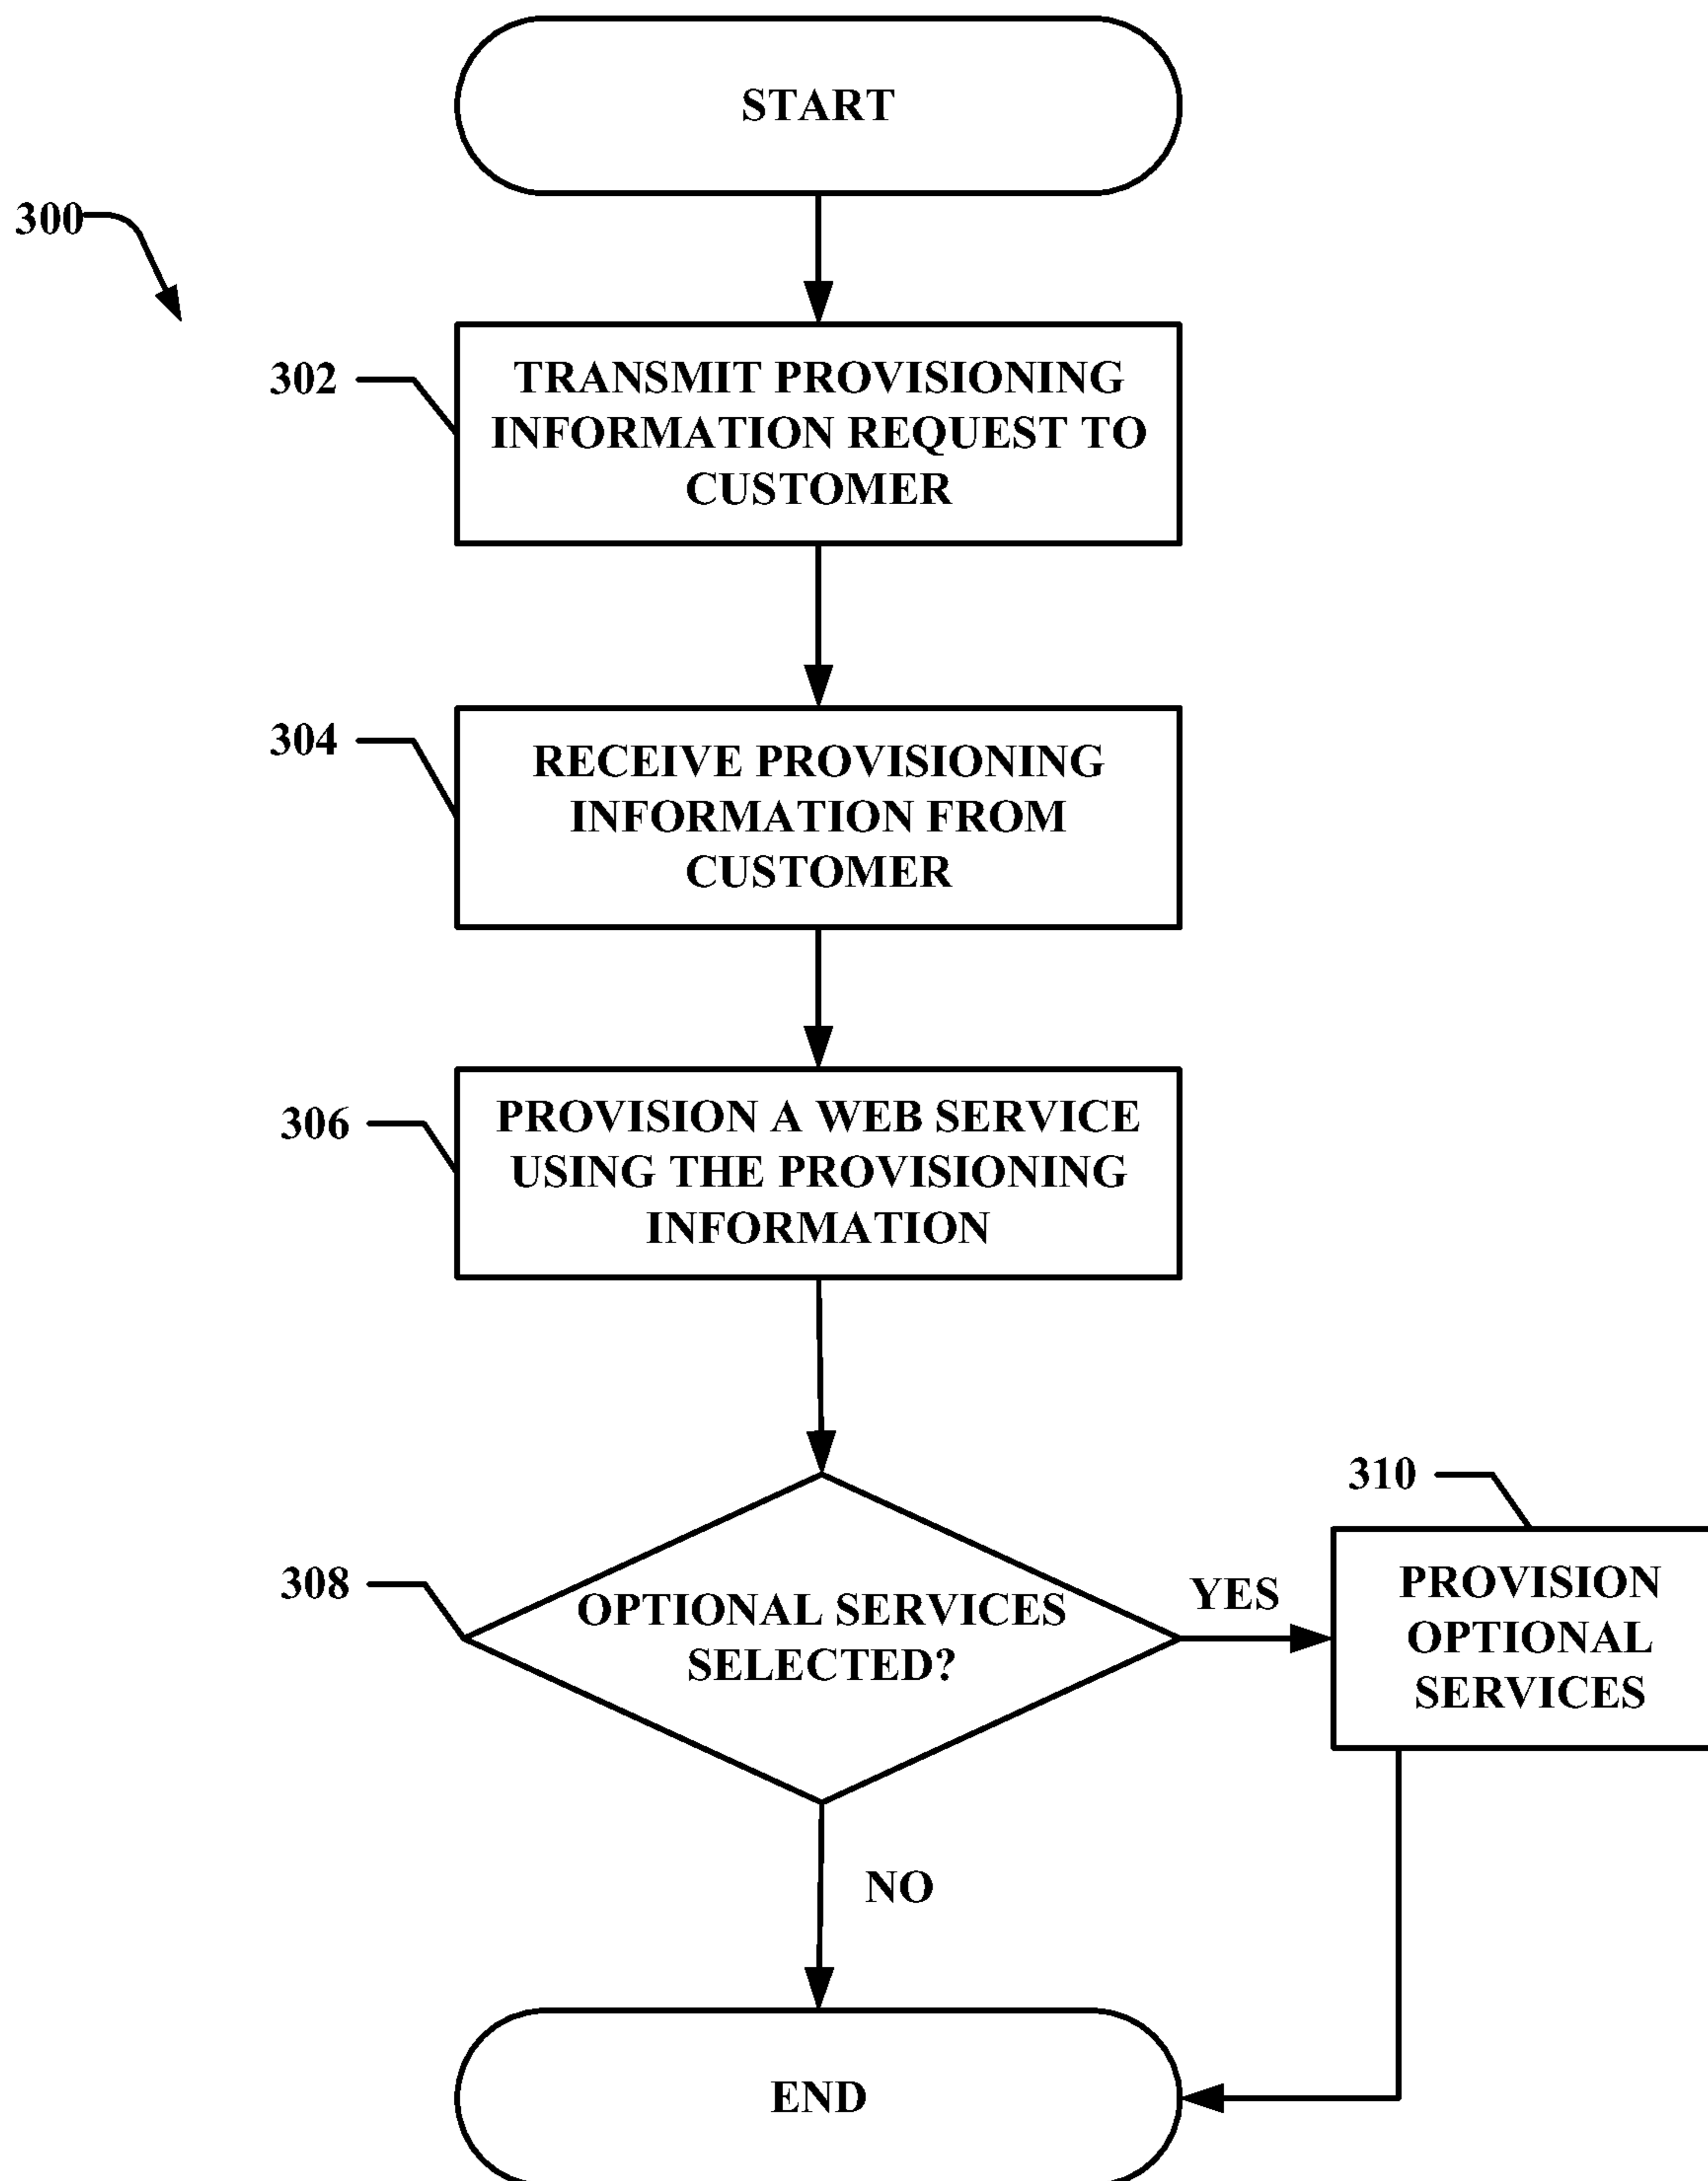 START
300
302
TRANSMIT PROVISIONING
INFORMATION REQUEST TO
CUSTOMER
304
RECEIVE PROVISIONING
INFORMATION FROM
CUSTOMER
306
PROVISION A WEB SERVICE
USING THE PROVISIONING
INFORMATION
308
OPTIONAL SERVICES
SELECTED?
YES
310
PROVISION
OPTIONAL
SERVICES
NO
END